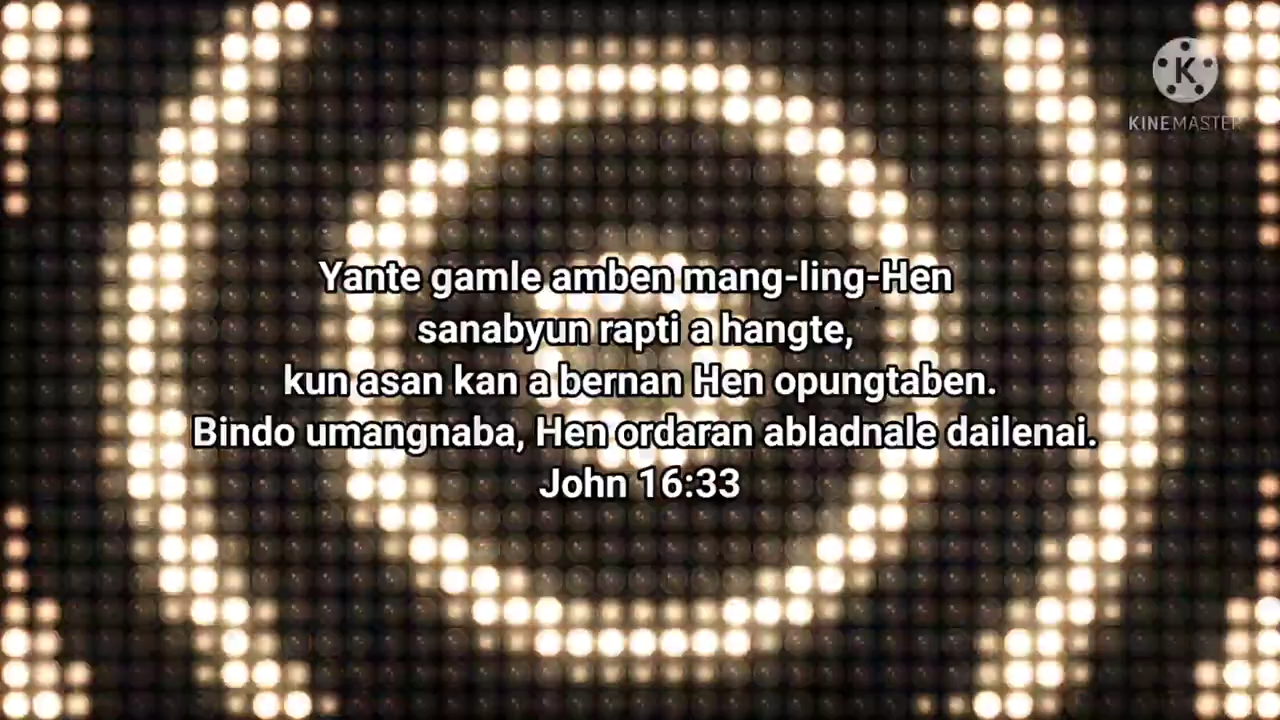 KINEMASTER
Yante gamle amben mang-ling-Hen
sanabyun rapti a hangte,
kun asan kan a bernan Hen opungtaben.
Bindo umangnaba, Hen ordaran abladnale dailenai.
John 16:33